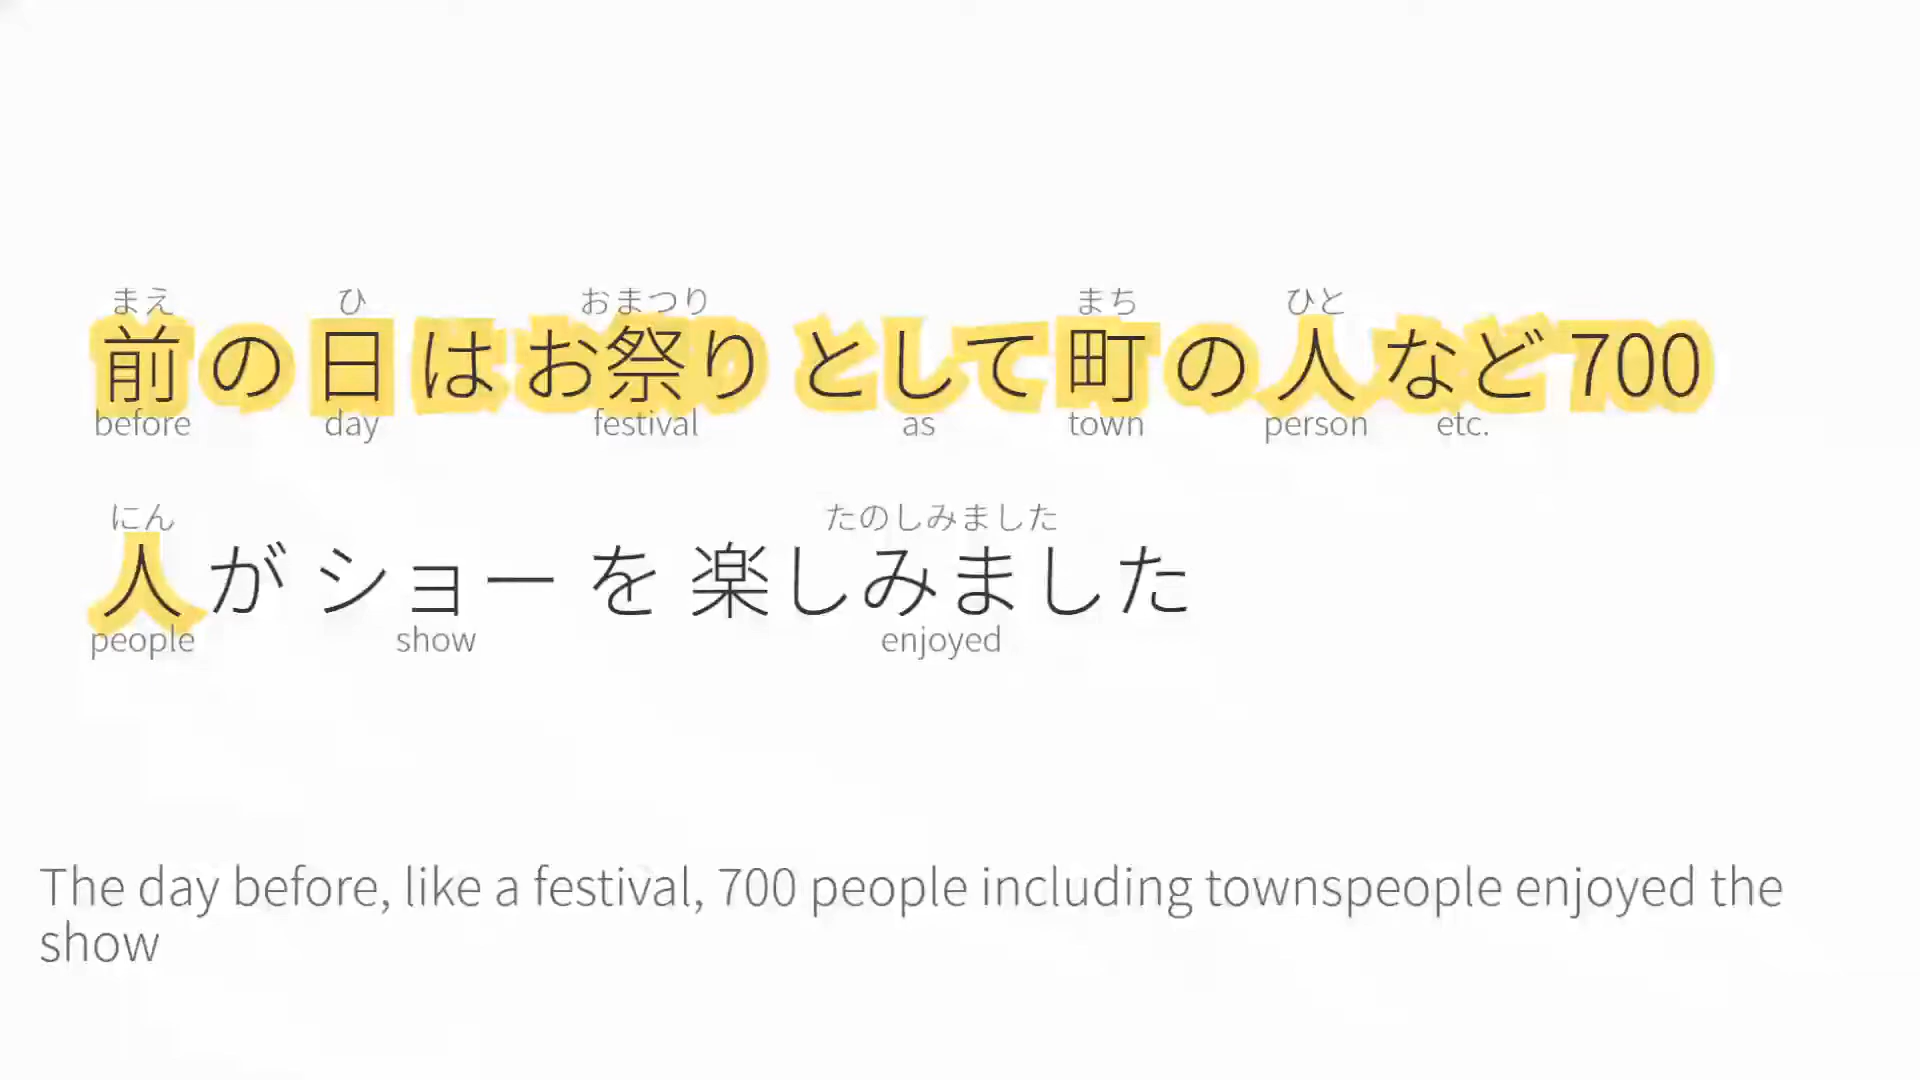 まえ ひ おまつり まち ひと
前の日はお祭りとして町の人など700
before day festival as town person etc.
にん たのしみました
人がショーを楽しみました
people show enjoyed
The day before, like a festival, 700 people including townspeople enjoyed the
show